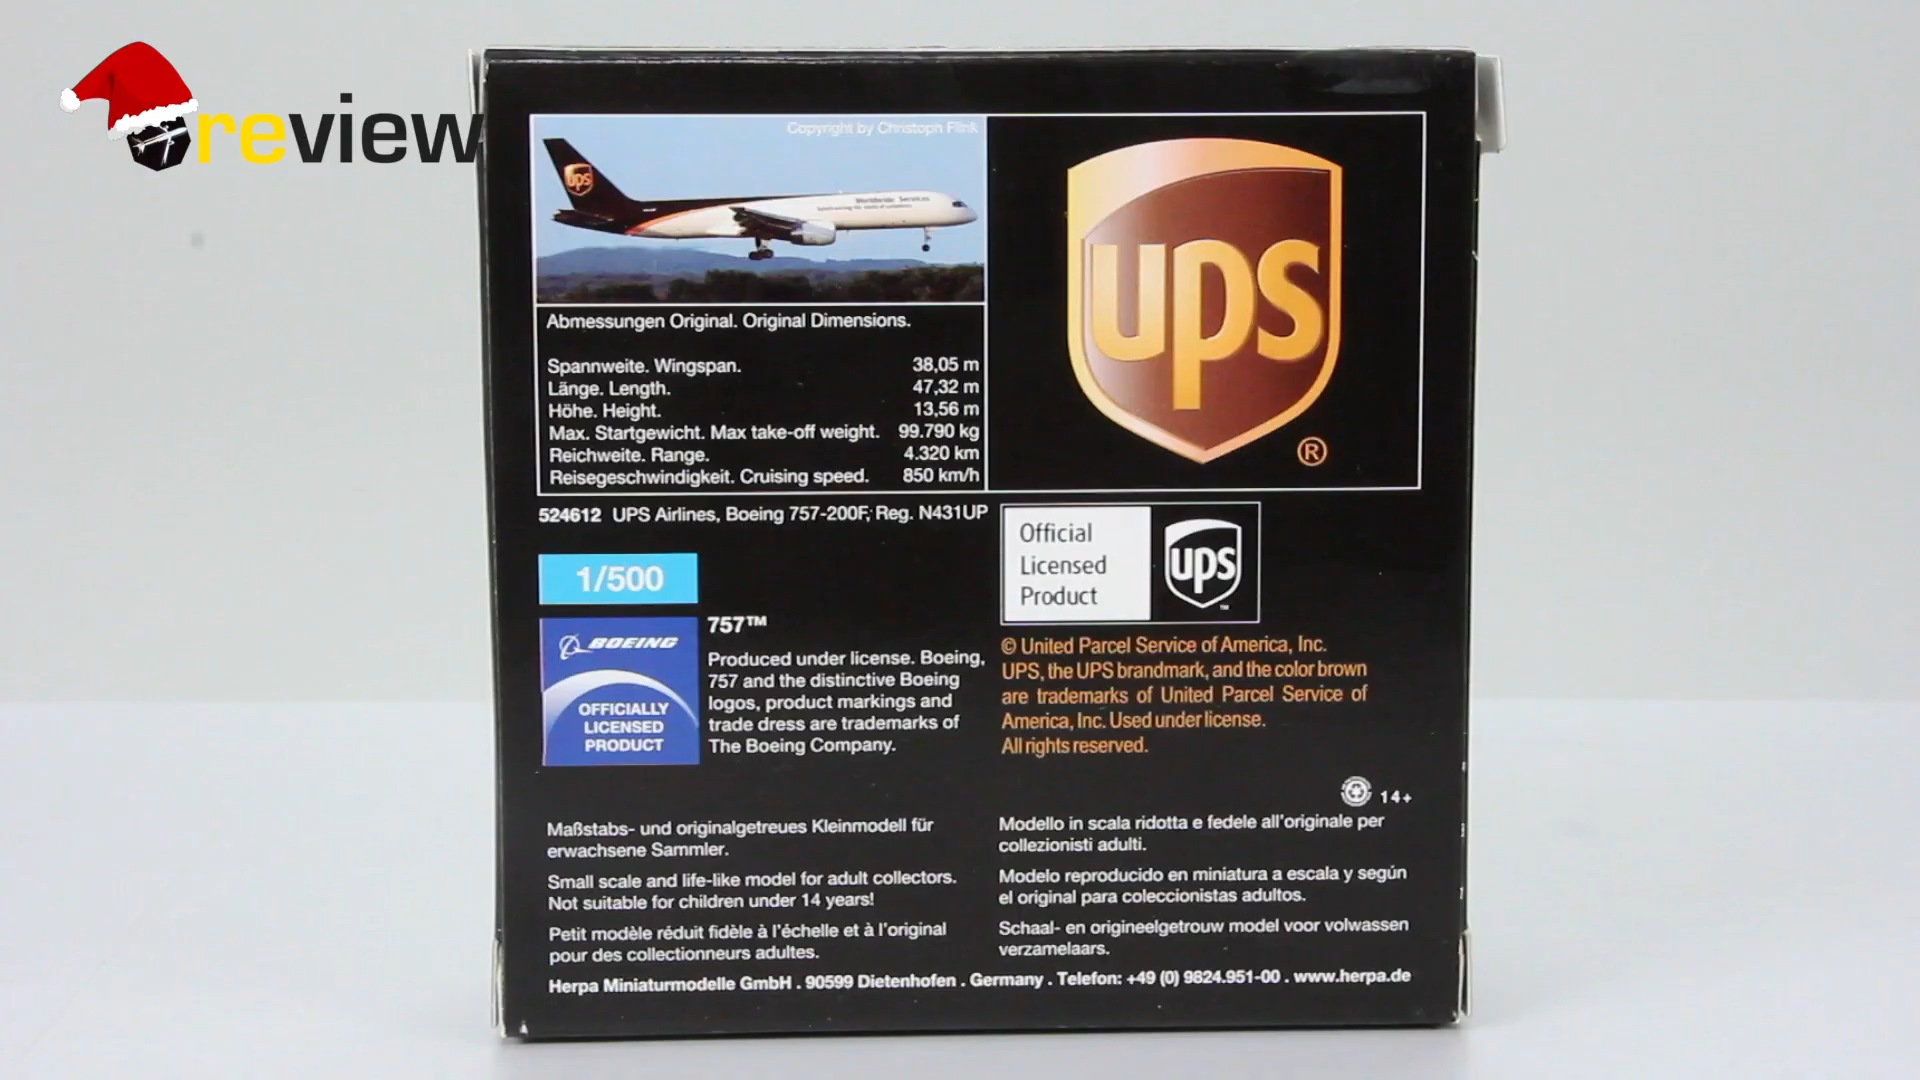 review
Copyright by Christoph Flink
ups
Worldwide Services
Abmessungen Original. Original Dimensions.
Spannweite. Wingspan. 38,05 m
Länge. Length. 47,32 m
Höhe. Height. 13,56 m
Max. Startgewicht. Max take-off weight. 99.790 kg
Reichweite. Range. 4.320 km
Reisegeschwindigkeit. Cruising speed. 850 km/h
ups
®
524612 UPS Airlines, Boeing 757-200F, Reg. N431UP
1/500
BOEING
OFFICIALLY
LICENSED
PRODUCT
757™
Produced under license. Boeing,
757 and the distinctive Boeing
logos, product markings and
trade dress are trademarks of
The Boeing Company.
Official
Licensed
Product
ups
™
© United Parcel Service of America, Inc.
UPS, the UPS brandmark, and the color brown
are trademarks of United Parcel Service of
America, Inc. Used under license.
All rights reserved.
14+
Maßstabs- und originalgetreues Kleinmodell für
erwachsene Sammler.
Small scale and life-like model for adult collectors.
Not suitable for children under 14 years!
Petit modèle réduit fidèle à l'échelle et à l'original
pour des collectionneurs adultes.
Modello in scala ridotta e fedele all'originale per
collezionisti adulti.
Modelo reproducido en miniatura a escala y según
el original para coleccionistas adultos.
Schaal- en origineelgetrouw model voor volwassen
verzamelaars.
Herpa Miniaturmodelle GmbH . 90599 Dietenhofen . Germany . Telefon: +49 (0) 9824.951-00 . www.herpa.de